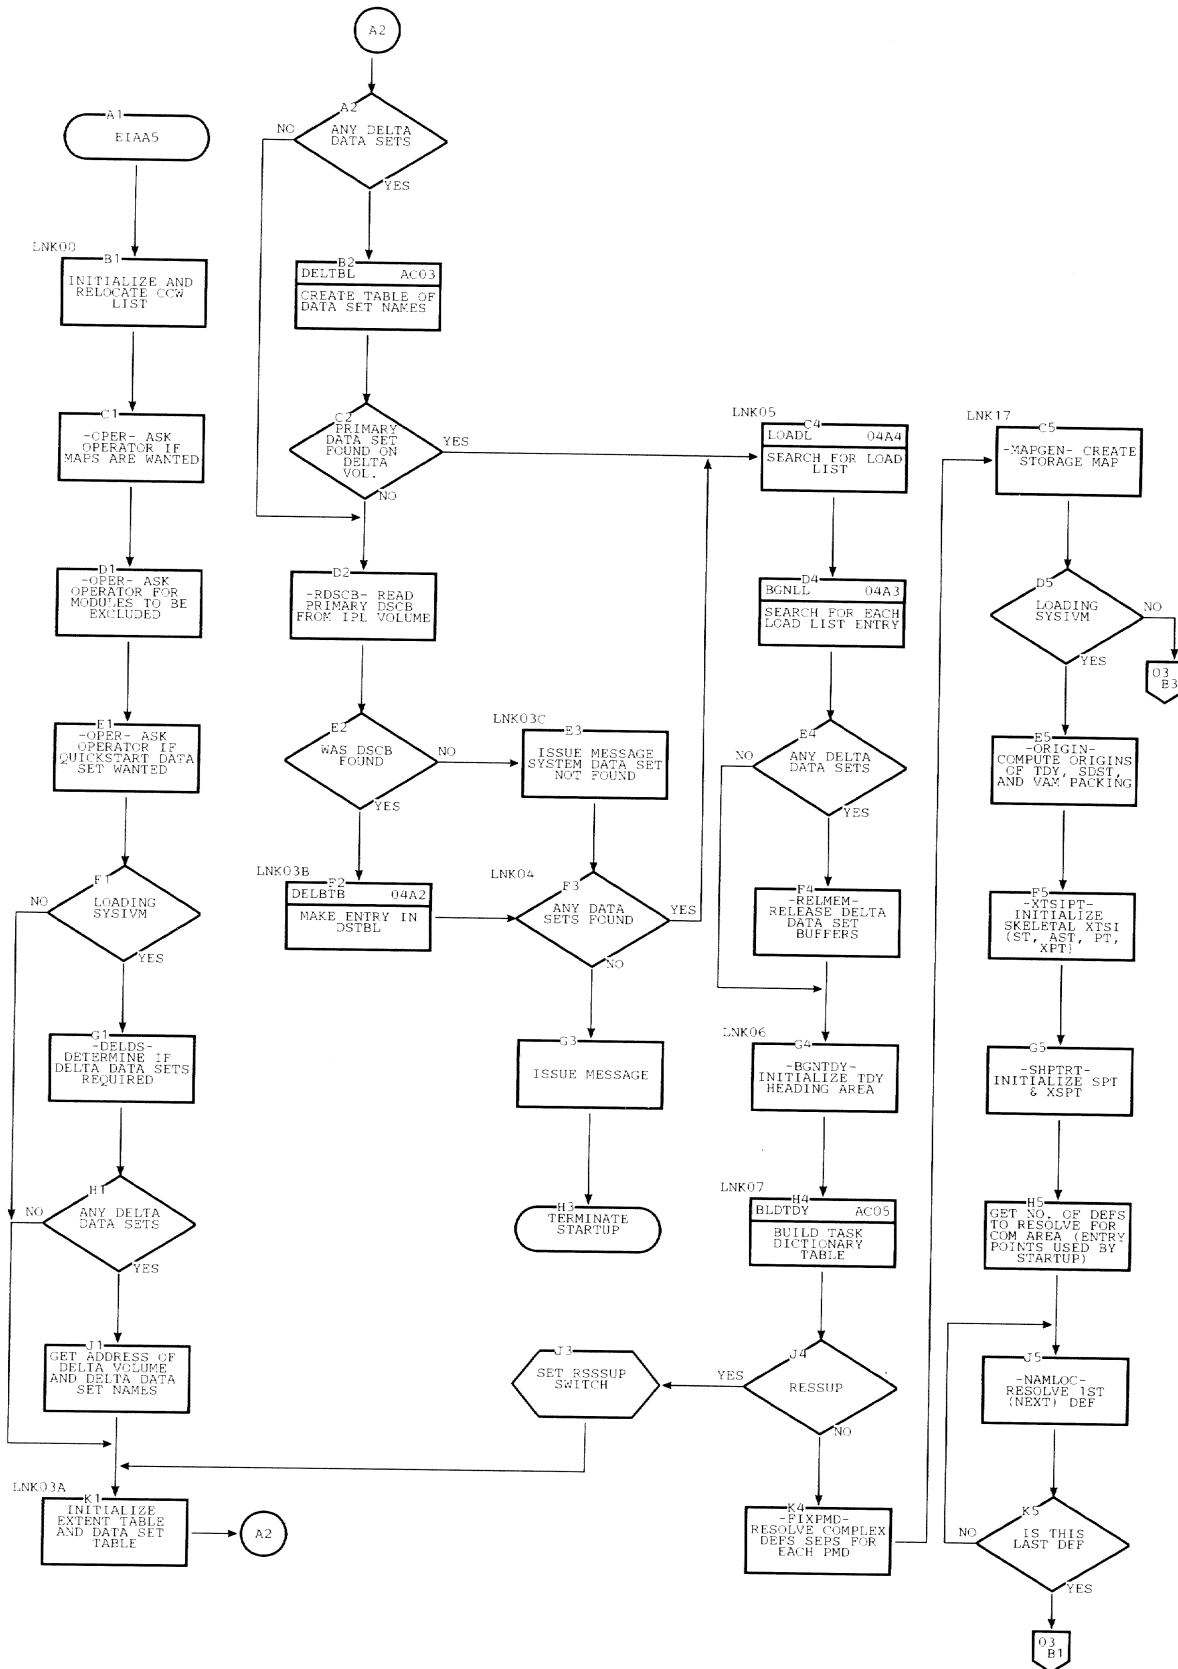 A1
EIAA5
LNK00
B1
INITIALIZE AND
RELOCATE CCW
LIST
C1
-OPER- ASK
OPERATOR IF
MAPS ARE WANTED
D1
-OPER- ASK
OPERATOR FOR
MODULES TO BE
EXCLUDED
E1
-OPER- ASK
OPERATOR IF
QUICKSTART DATA
SET WANTED
F1
LOADING
SYSIVM
NO
YES
G1
-DELDS-
DETERMINE IF
DELTA DATA SETS
REQUIRED
H1
ANY DELTA
DATA SETS
NO
YES
J1
GET ADDRESS OF
DELTA VOLUME
AND DELTA DATA
SET NAMES
LNK03A
K1
INITIALIZE
EXTENT TABLE
AND DATA SET
TABLE
A2
A2
A2
ANY DELTA
DATA SETS
NO
YES
B2
DELTBL AC03
CREATE TABLE OF
DATA SET NAMES
C2
PRIMARY
DATA SET
FOUND ON
DELTA
VOL.
YES
NO
D2
-RDSCB- READ
PRIMARY DSCB
FROM IPL VOLUME
E2
WAS DSCB
FOUND
NO
YES
LNK03B
F2
DELBTB 04A2
MAKE ENTRY IN
DSTBL
LNK03C
E3
ISSUE MESSAGE
SYSTEM DATA SET
NOT FOUND
LNK04
F3
ANY DATA
SETS FOUND
YES
NO
G3
ISSUE MESSAGE
H3
TERMINATE
STARTUP
J3
SET RSSSUP
SWITCH
LNK05
C4
LOADL 04A4
SEARCH FOR LOAD
LIST
D4
BGNLL 04A3
SEARCH FOR EACH
LOAD LIST ENTRY
E4
ANY DELTA
DATA SETS
NO
YES
F4
-RELMEM-
RELEASE DELTA
DATA SET
BUFFERS
LNK06
G4
-BGNTDY-
INITIALIZE TDY
HEADING AREA
LNK07
H4
BLDTDY AC05
BUILD TASK
DICTIONARY
TABLE
J4
RESSUP
YES
NO
K4
-FIXPMD-
RESOLVE COMPLEX
DEFS SEPS FOR
EACH PMD
LNK17
C5
-MAPGEN- CREATE
STORAGE MAP
D5
LOADING
SYSIVM
NO
YES
03
B3
E5
-ORIGIN-
COMPUTE ORIGINS
OF TDY, SDST,
AND VAM PACKING
F5
-XTSIPT-
INITIALIZE
SKELETAL XTSI
(ST, AST, PT,
XPT)
G5
-SHPTRT-
INITIALIZE SPT
& XSPT
H5
GET NO. OF DEFS
TO RESOLVE FOR
COM AREA (ENTRY
POINTS USED BY
STARTUP)
J5
-NAMLOC-
RESOLVE 1ST
(NEXT) DEF
K5
IS THIS
LAST DEF
NO
YES
03
B1